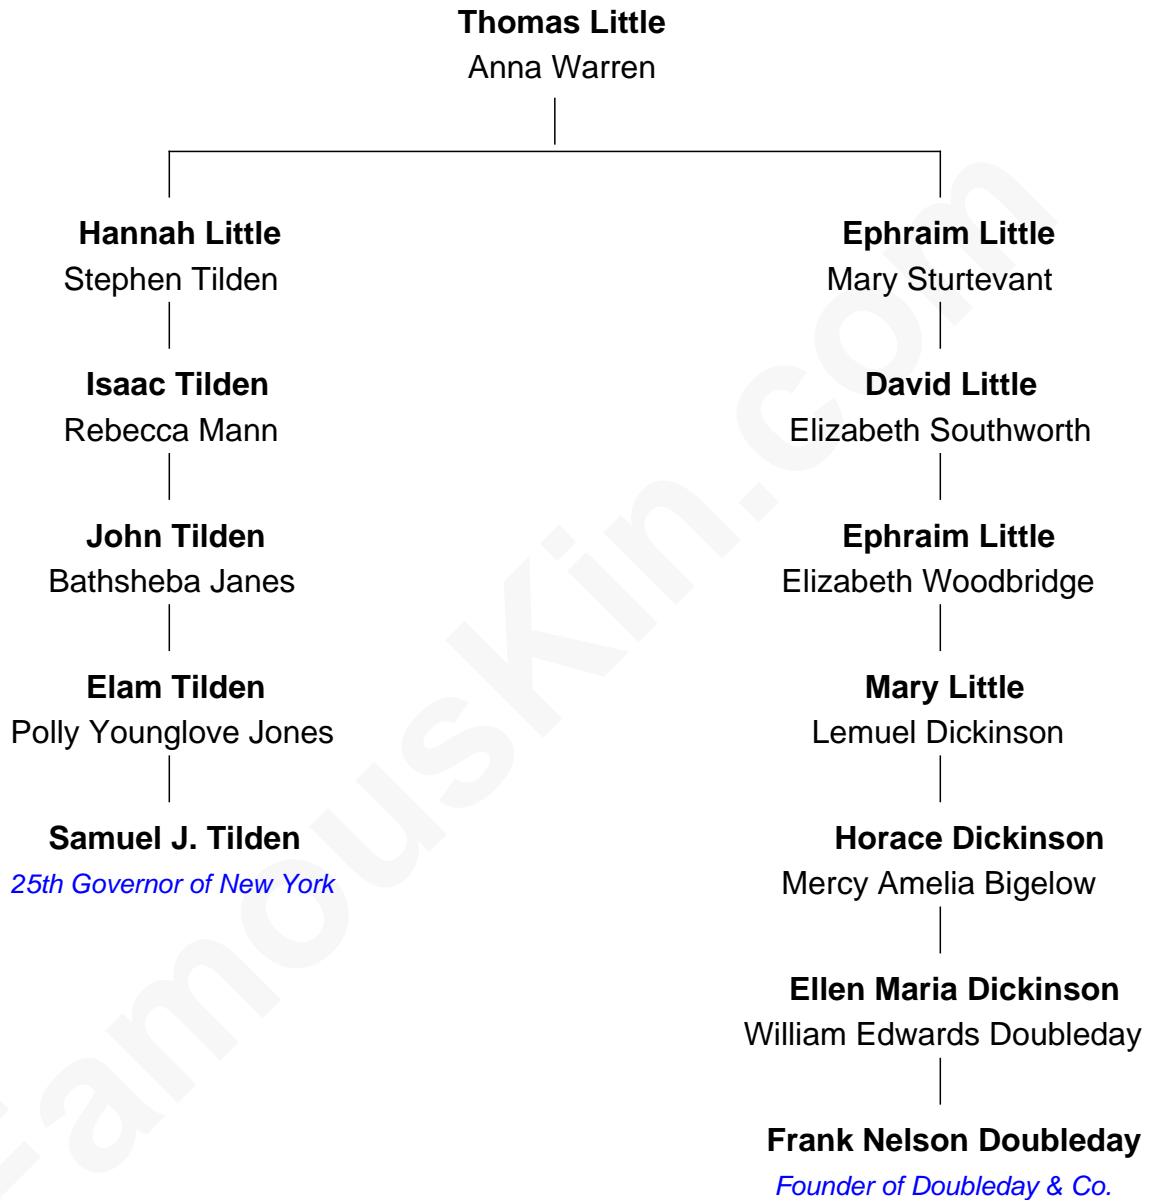 Thomas Little
Anna Warren
Hannah Little
Stephen Tilden
Isaac Tilden
Rebecca Mann
John Tilden
Bathsheba Janes
Elam Tilden
Polly Younglove Jones
Samuel J. Tilden
25th Governor of New York
Ephraim Little
Mary Sturtevant
David Little
Elizabeth Southworth
Ephraim Little
Elizabeth Woodbridge
Mary Little
Lemuel Dickinson
Horace Dickinson
Mercy Amelia Bigelow
Ellen Maria Dickinson
William Edwards Doubleday
Frank Nelson Doubleday
Founder of Doubleday & Co.
FamousKin.com